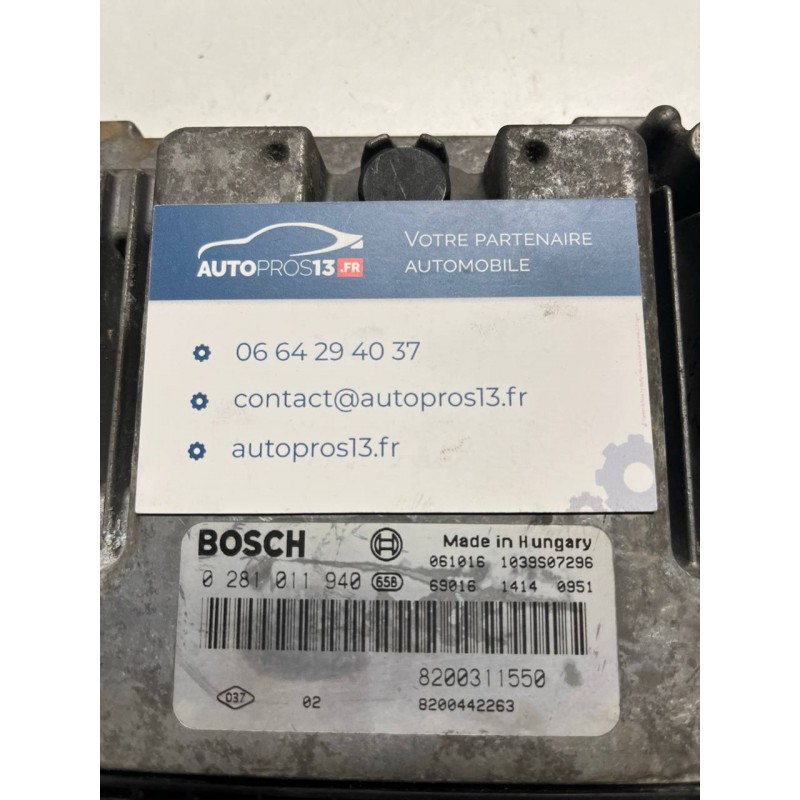 AUTOPROS13.FR
VOTRE PARTENAIRE
AUTOMOBILE
06 64 29 40 37
contact@autopros13.fr
autopros13.fr
BOSCH
Made in Hungary
061016 1039S07296
0 281 011 940 658
69016 1414 0951
8200311550
037
02
8200442263